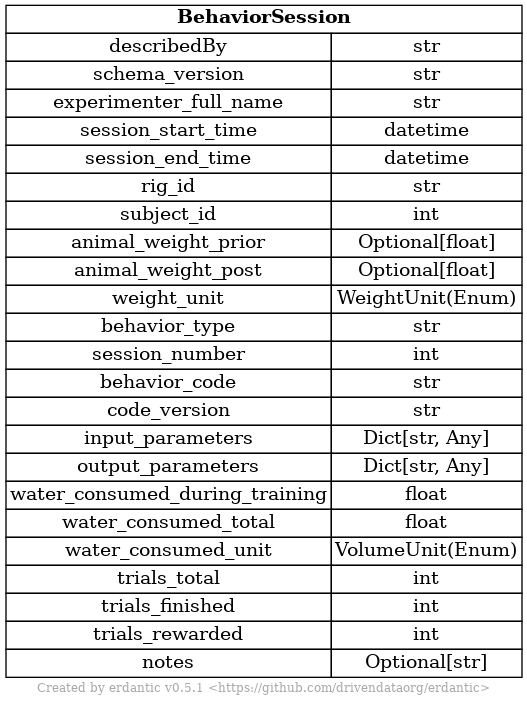 BehaviorSession
describedBy str
schema_version str
experimenter_full_name str
session_start_time datetime
session_end_time datetime
rig_id str
subject_id int
animal_weight_prior Optional[float]
animal_weight_post Optional[float]
weight_unit WeightUnit(Enum)
behavior_type str
session_number int
behavior_code str
code_version str
input_parameters Dict[str, Any]
output_parameters Dict[str, Any]
water_consumed_during_training float
water_consumed_total float
water_consumed_unit VolumeUnit(Enum)
trials_total int
trials_finished int
trials_rewarded int
notes Optional[str]
Created by erdantic v0.5.1 <https://github.com/drivendataorg/erdantic>